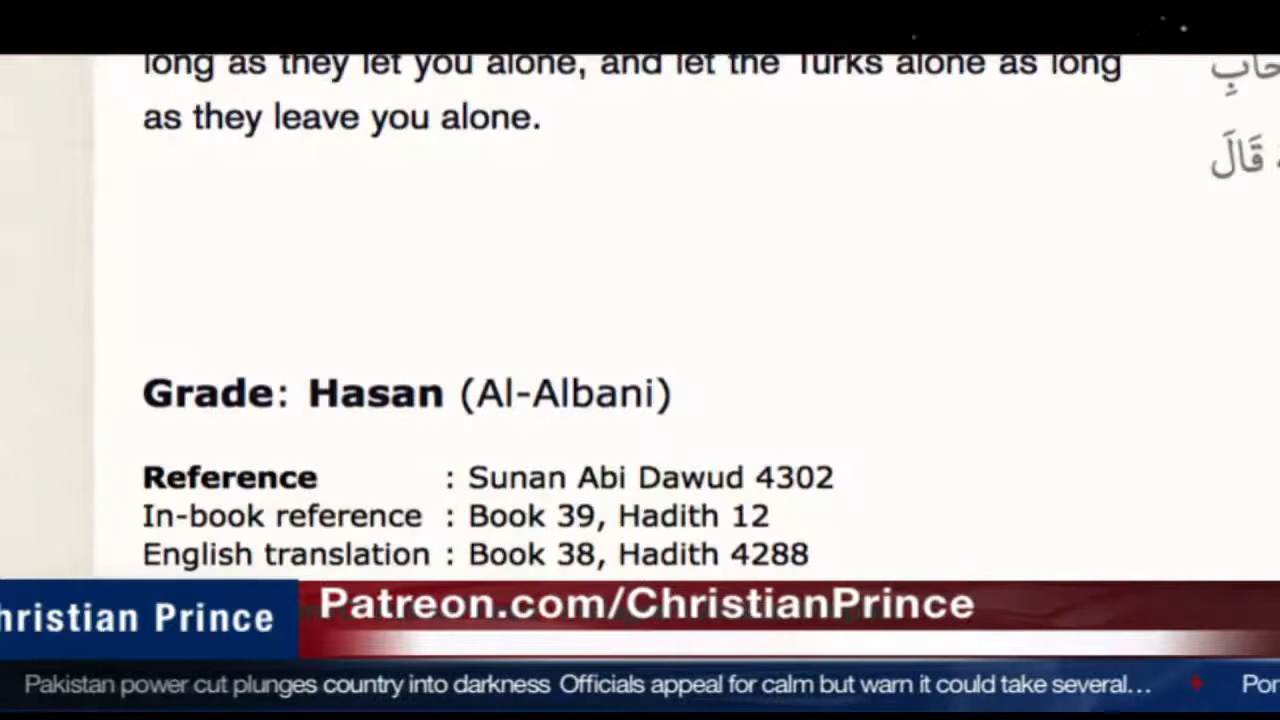 long as they let you alone, and let the Turks alone as long
as they leave you alone.
قَالَ
Grade: Hasan (Al-Albani)
Reference : Sunan Abi Dawud 4302
In-book reference : Book 39, Hadith 12
English translation : Book 38, Hadith 4288
hristian Prince
Patreon.com/ChristianPrince
Pakistan power cut plunges country into darkness Officials appeal for calm but warn it could take several...
Por